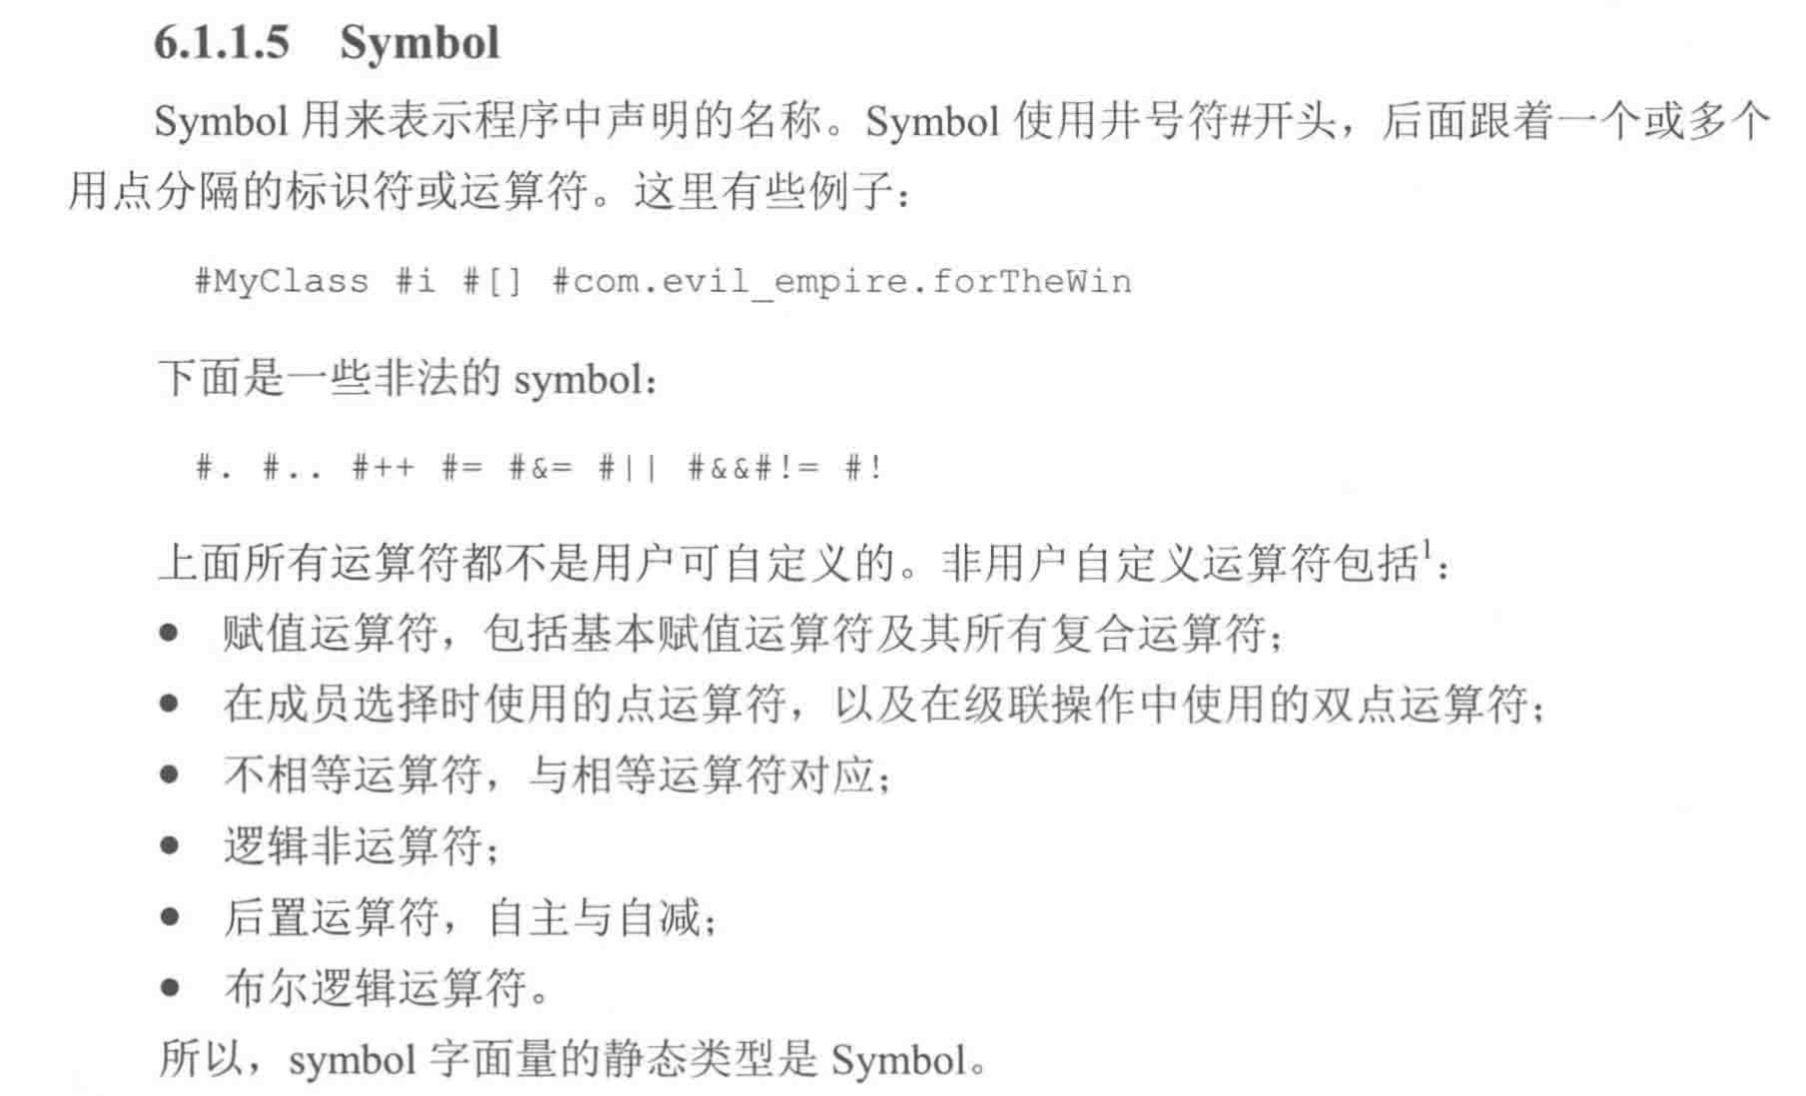 6.1.1.5 Symbol
Symbol 用来表示程序中声明的名称。Symbol 使用井号符#开头，后面跟着一个或多个
用点分隔的标识符或运算符。这里有些例子：
#MyClass #i #[] #com.evil_empire.forTheWin
下面是一些非法的 symbol：
#. #.. #++ #= #&= #|| #&&#!= #!
上面所有运算符都不是用户可自定义的。非用户自定义运算符包括1：
● 赋值运算符，包括基本赋值运算符及其所有复合运算符；
● 在成员选择时使用的点运算符，以及在级联操作中使用的双点运算符；
● 不相等运算符，与相等运算符对应；
● 逻辑非运算符；
● 后置运算符，自主与自减；
● 布尔逻辑运算符。
所以，symbol 字面量的静态类型是 Symbol。